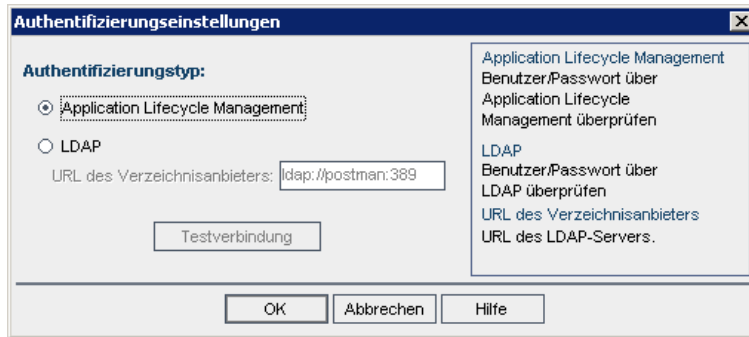 Authentifizierungseinstellungen
Authentifizierungstyp:
Application Lifecycle Management
LDAP
URL des Verzeichnisanbieters: ldap://postman:389
Testverbindung
Application Lifecycle Management
Benutzer/Passwort über
Application Lifecycle
Management überprüfen
LDAP
Benutzer/Passwort über
LDAP überprüfen
URL des Verzeichnisanbieters
URL des LDAP-Servers.
OK
Abbrechen
Hilfe